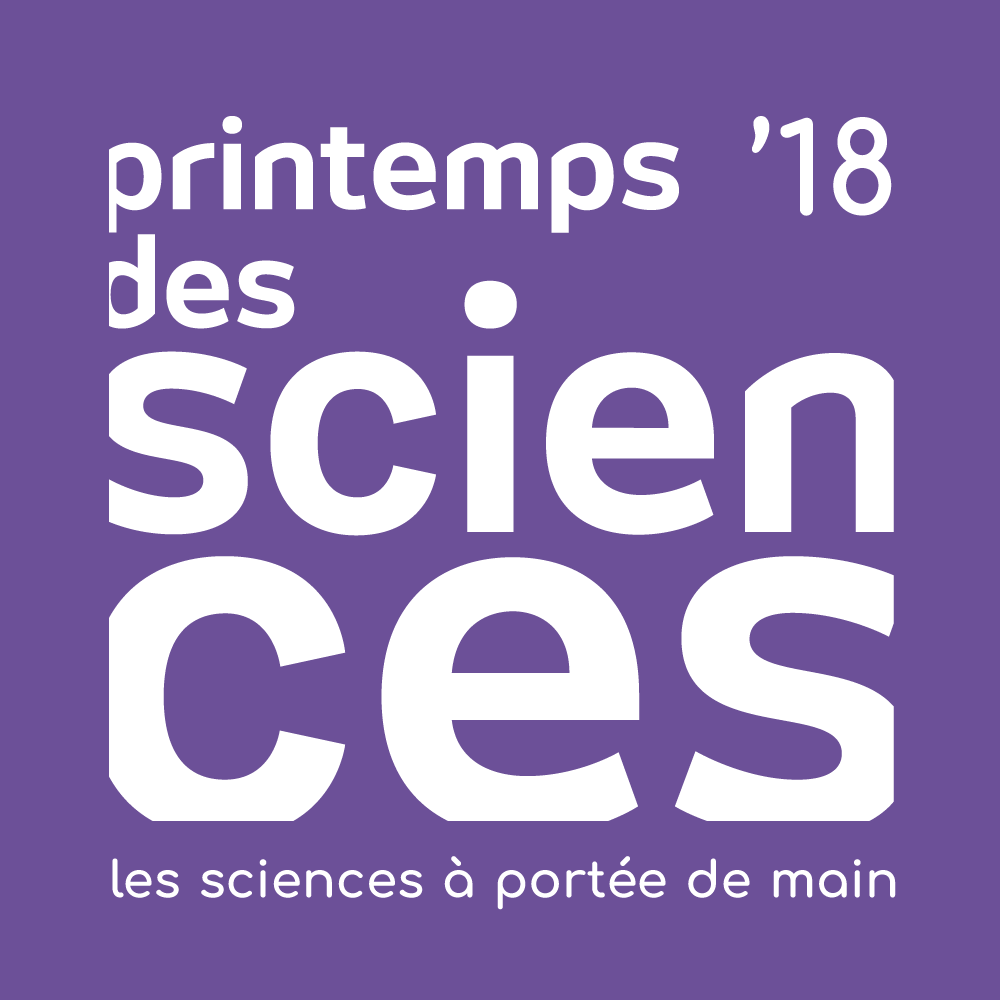 printemps ’18
des
scien
ces
les sciences à portée de main